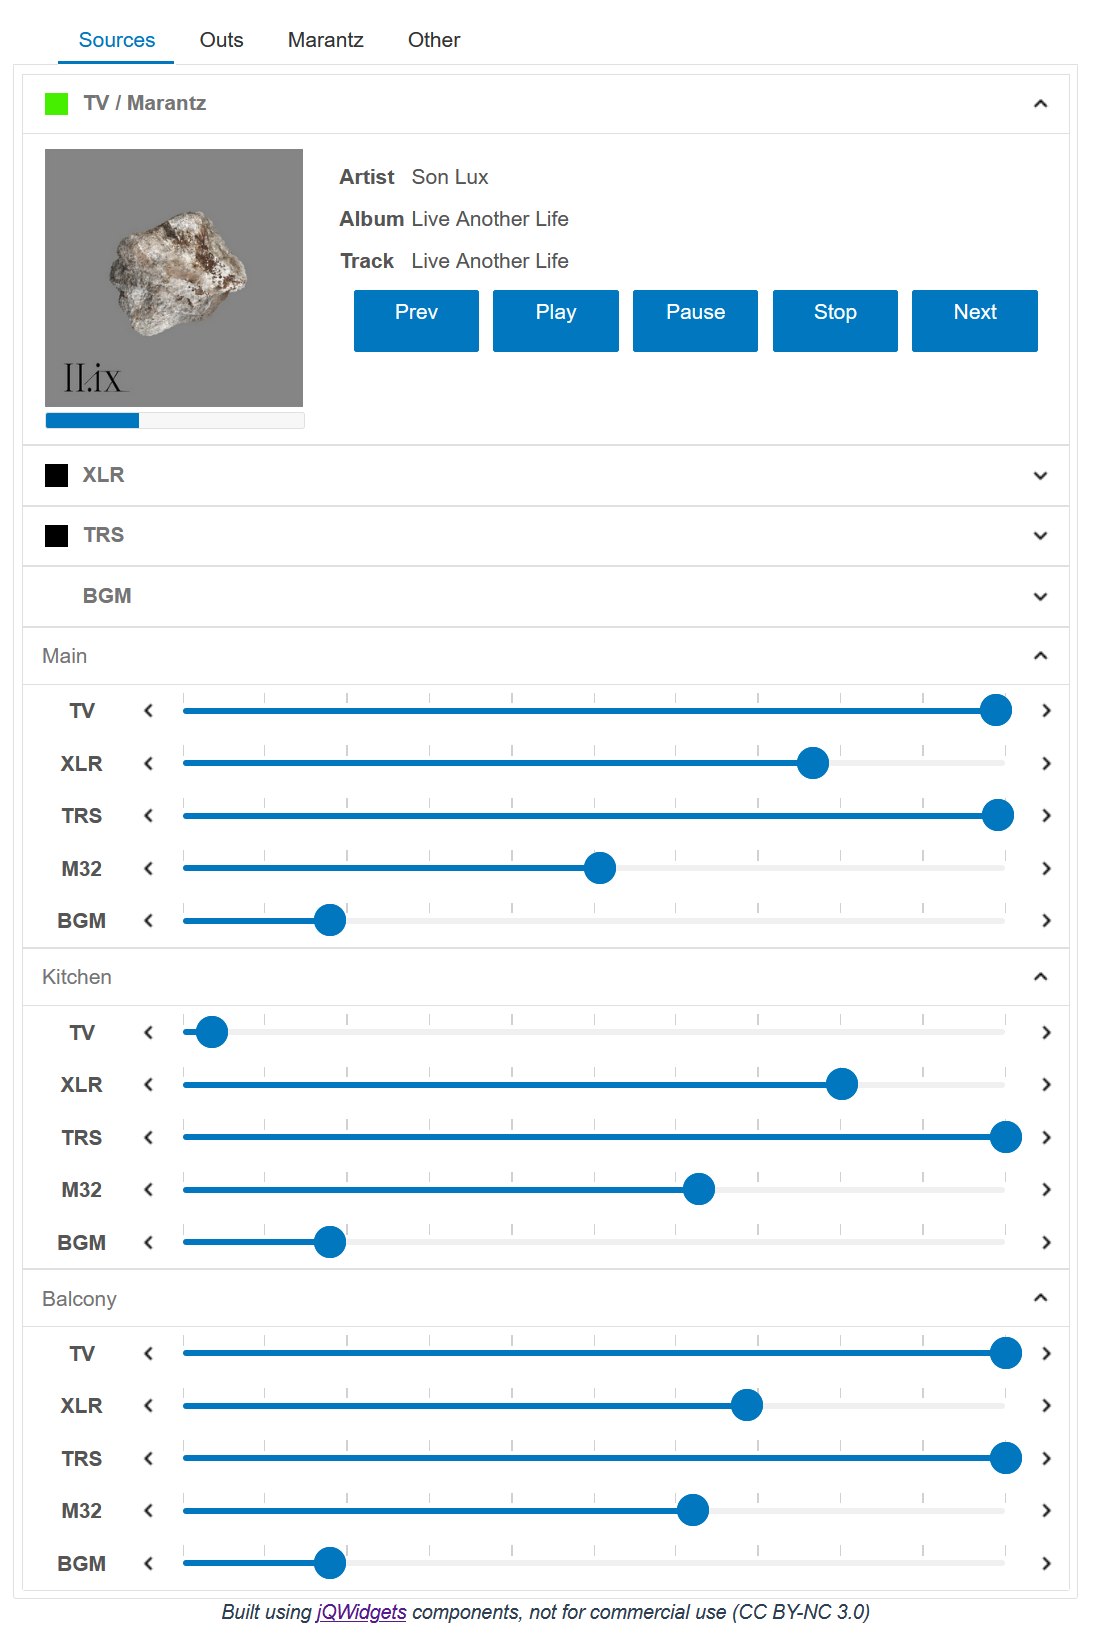 Sources Outs Marantz Other
TV / Marantz
Artist Son Lux
Album Live Another Life
Track Live Another Life
Prev Play Pause Stop Next
II.ix
XLR
TRS
BGM
Main
TV
XLR
TRS
M32
BGM
Kitchen
TV
XLR
TRS
M32
BGM
Balcony
TV
XLR
TRS
M32
BGM
Built using jQWidgets components, not for commercial use (CC BY-NC 3.0)